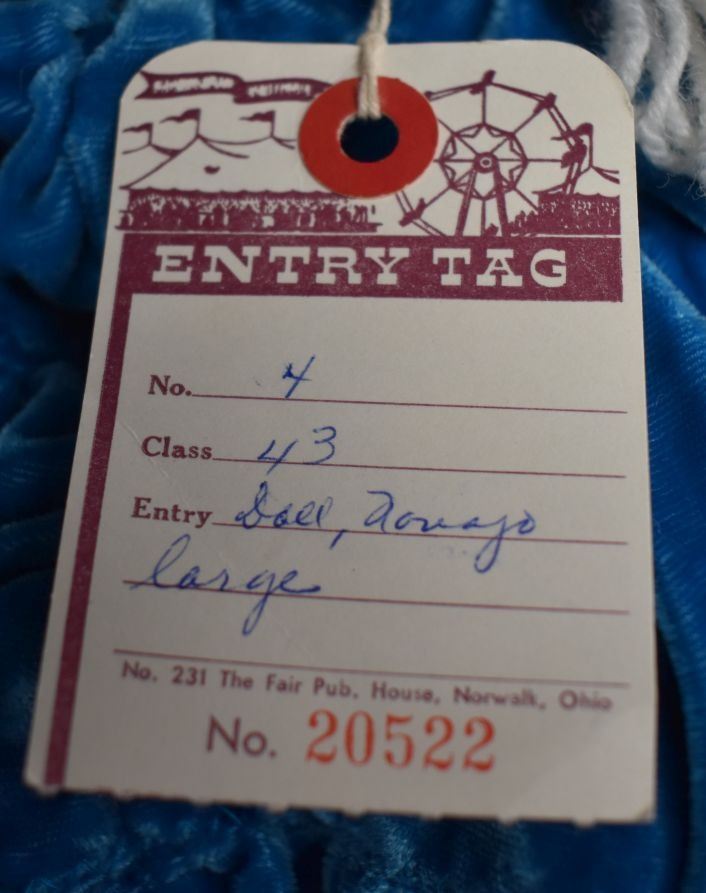 ENTRY TAG
No. 4
Class 43
Entry Doll, Navajo
large
No. 231 The Fair Pub. House, Norwalk, Ohio
No. 20522